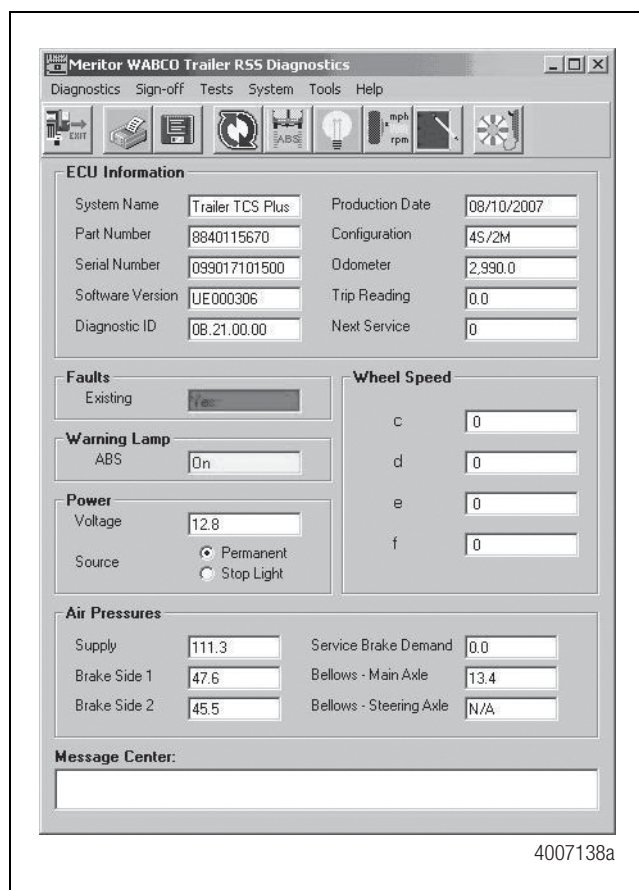 Meritor WABCO Trailer RSS Diagnostics
Diagnostics Sign-off Tests System Tools Help
EXIT ABS mph rpm
ECU Information
System Name Trailer TCS Plus Production Date 08/10/2007
Part Number 8840115670 Configuration 4S/2M
Serial Number 099017101500 Odometer 2,990.0
Software Version UE000306 Trip Reading 0.0
Diagnostic ID 0B.21.00.00 Next Service 0
Faults
Existing Yes
Warning Lamp
ABS On
Power
Voltage 12.8
Source Permanent
Stop Light
Wheel Speed
c 0
d 0
e 0
f 0
Air Pressures
Supply 111.3 Service Brake Demand 0.0
Brake Side 1 47.6 Bellows - Main Axle 13.4
Brake Side 2 45.5 Bellows - Steering Axle N/A
Message Center:
4007138a